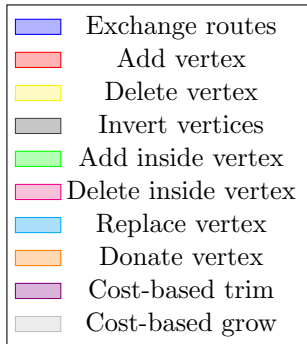 Exchange routes
Add vertex
Delete vertex
Invert vertices
Add inside vertex
Delete inside vertex
Replace vertex
Donate vertex
Cost-based trim
Cost-based grow